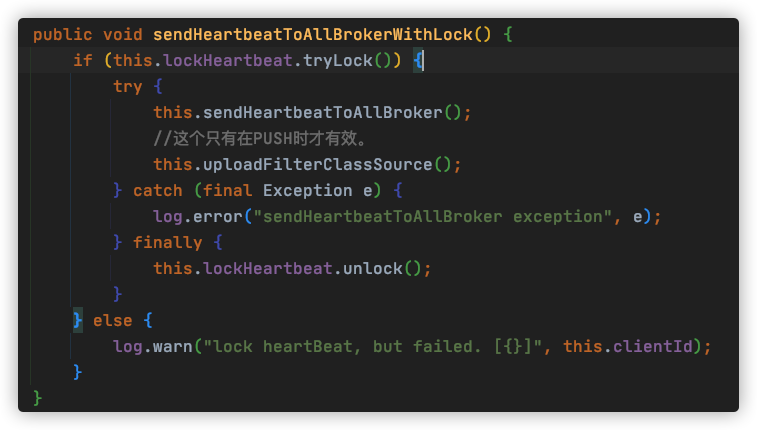 public void sendHeartbeatToAllBrokerWithLock() {
    if (this.lockHeartbeat.tryLock()) {
        try {
            this.sendHeartbeatToAllBroker();
            //这个只有在PUSH时才有效。
            this.uploadFilterClassSource();
        } catch (final Exception e) {
            log.error("sendHeartbeatToAllBroker exception", e);
        } finally {
            this.lockHeartbeat.unlock();
        }
    } else {
        log.warn("lock heartBeat, but failed. [{}]", this.clientId);
    }
}